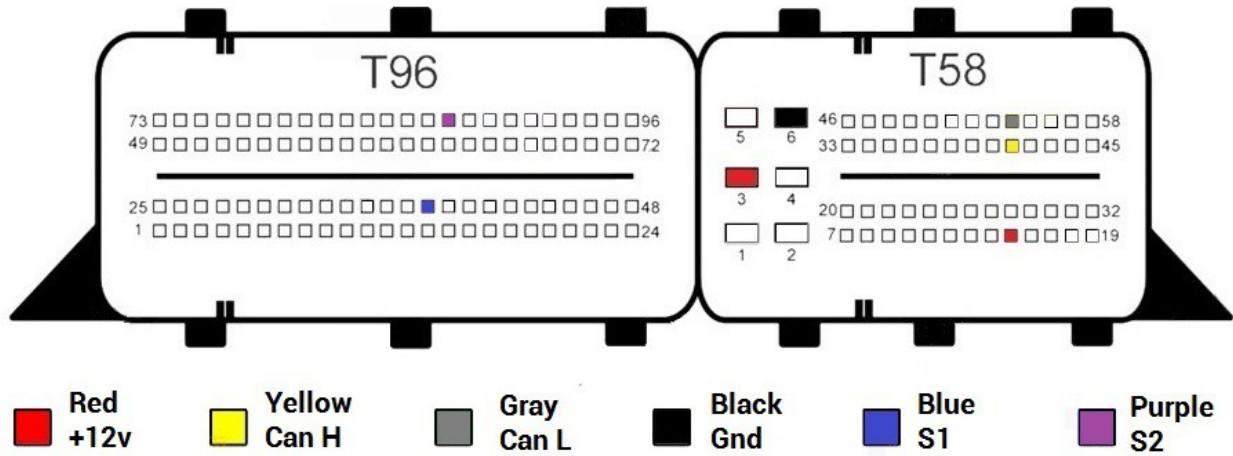 T96
T58
73 96
49 72
25 48
1 24
5 6
3 4
1 2
46 58
33 45
20 32
7 19
Red
+12v
Yellow
Can H
Gray
Can L
Black
Gnd
Blue
S1
Purple
S2